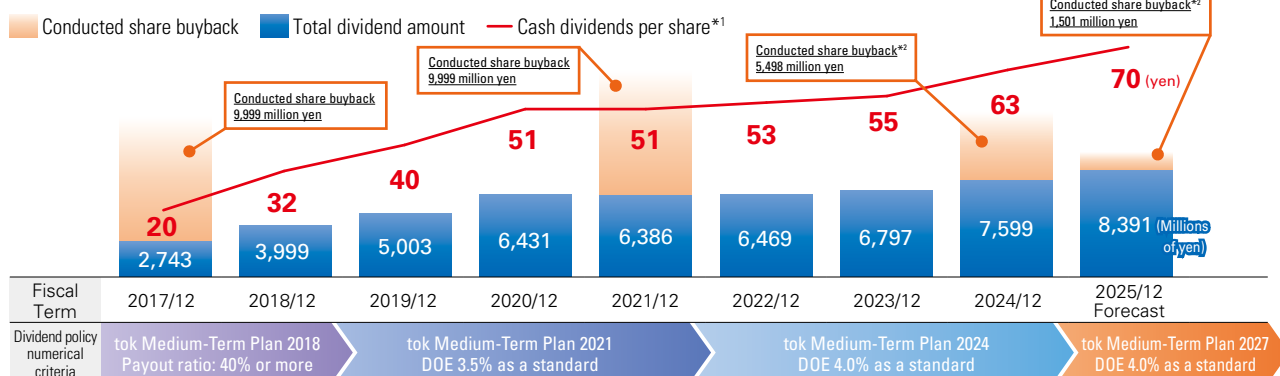 Conducted share buyback
Total dividend amount
Cash dividends per share*1
Conducted share buyback
9,999 million yen
Conducted share buyback
9,999 million yen
Conducted share buyback*2
5,498 million yen
Conducted share buyback*2
1,501 million yen
20
32
40
51
51
53
55
63
70 (yen)
2,743
3,999
5,003
6,431
6,386
6,469
6,797
7,599
8,391 (Millions
of yen)
Fiscal
Term
2017/12
2018/12
2019/12
2020/12
2021/12
2022/12
2023/12
2024/12
2025/12
Forecast
Dividend policy
numerical
criteria
tok Medium-Term Plan 2018
Payout ratio: 40% or more
tok Medium-Term Plan 2021
DOE 3.5% as a standard
tok Medium-Term Plan 2024
DOE 4.0% as a standard
tok Medium-Term Plan 2027
DOE 4.0% as a standard